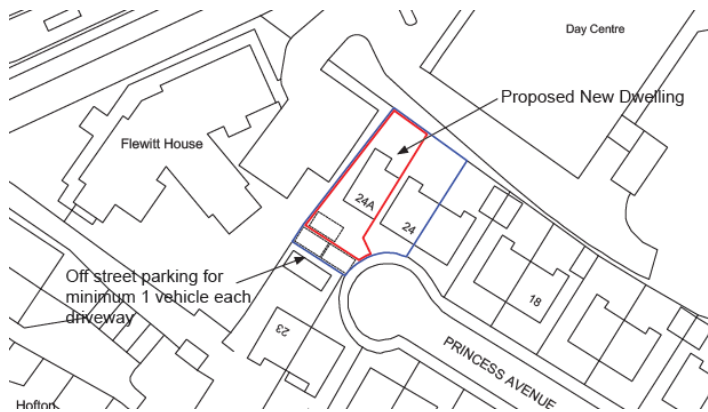 Day Centre
Proposed New Dwelling
Flewitt House
24A
24
Off street parking for
minimum 1 vehicle each
driveway
18
23
PRINCESS AVENUE
Hofton